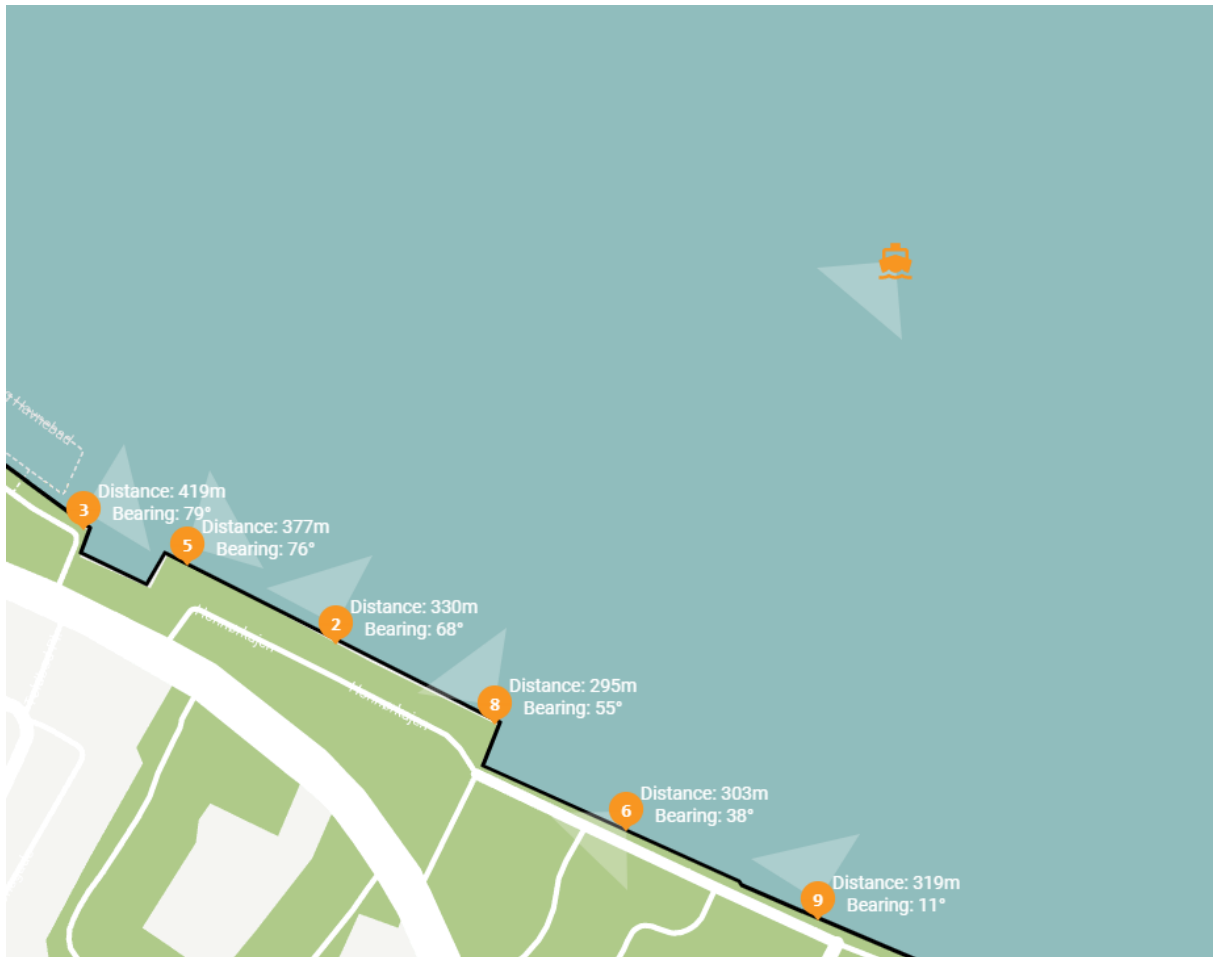 Havnebad
Distance: 419m
3
Bearing: 79°
Distance: 377m
5
Bearing: 76°
Distance: 330m
2
Bearing: 68°
Distance: 295m
8
Bearing: 55°
Distance: 303m
6
Bearing: 38°
Distance: 319m
9
Bearing: 11°